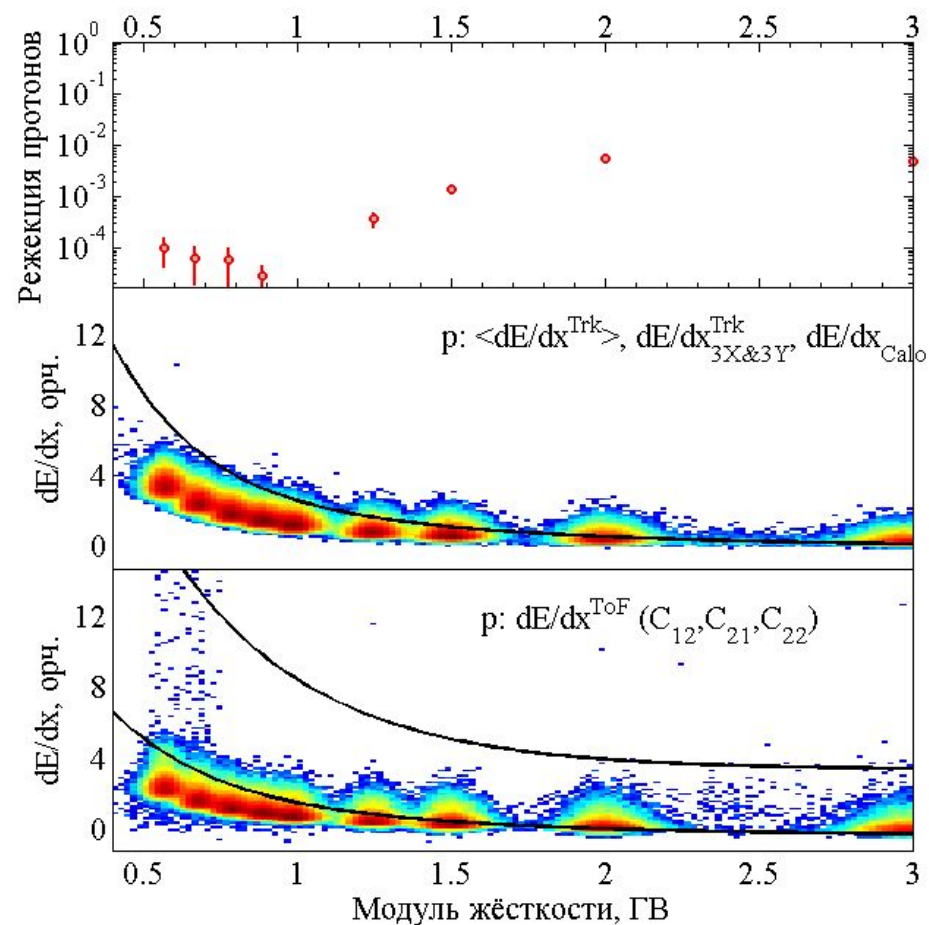 0.5 1 1.5 2 2.5 3
10⁰
10⁻¹
10⁻²
10⁻³
10⁻⁴
Режекция протонов
p: <dE/dx^Trk>, dE/dx^Trk_3X&3Y, dE/dx_Calo
12
8
4
0
dE/dx, орч.
p: dE/dx^ToF (C_12,C_21,C_22)
12
8
4
0
dE/dx, орч.
0.5 1 1.5 2 2.5 3
Модуль жёсткости, ГВ